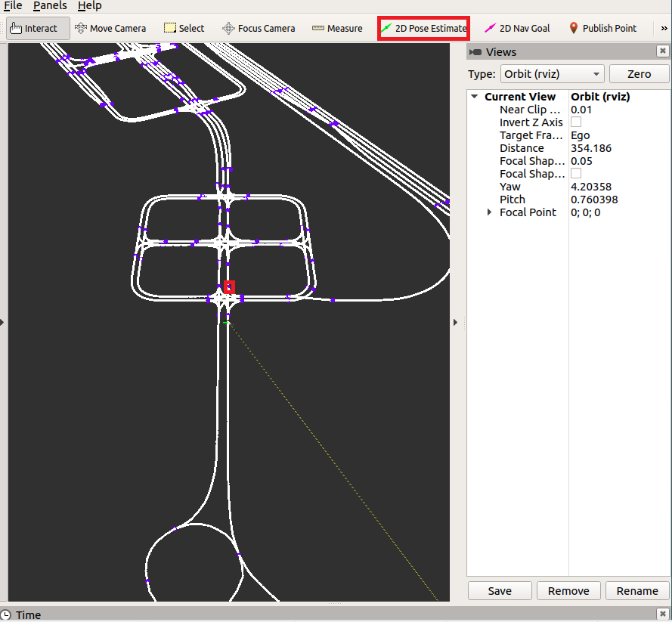 File Panels Help
Interact Move Camera Select Focus Camera Measure 2D Pose Estimate 2D Nav Goal Publish Point »
Views
Type: Orbit (rviz) Zero
Current View Orbit (rviz)
Near Clip ... 0.01
Invert Z Axis
Target Fra... Ego
Distance 354.186
Focal Shap... 0.05
Focal Shap...
Yaw 4.20358
Pitch 0.760398
Focal Point 0; 0; 0
Save Remove Rename
Time